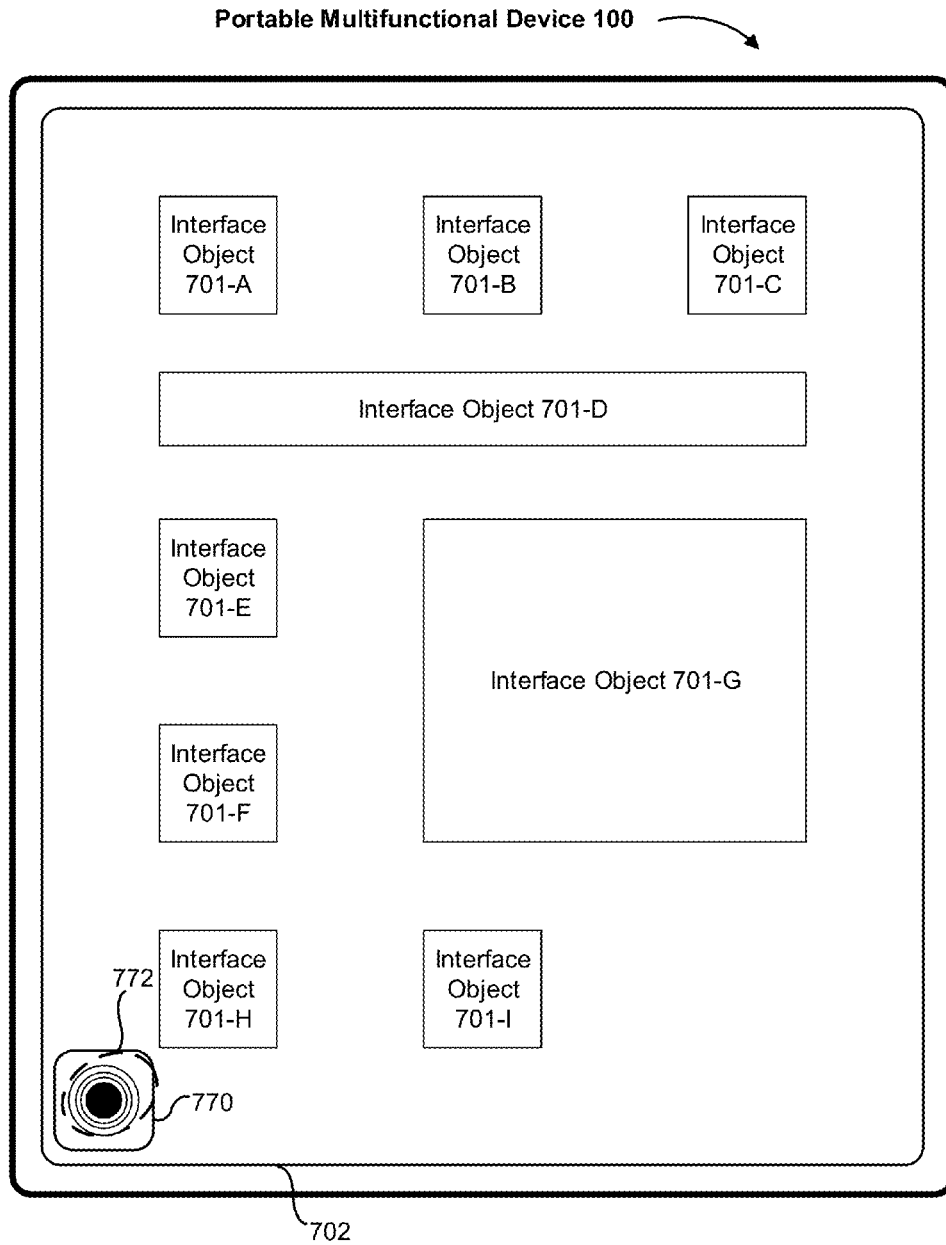 Portable Multifunctional Device 100
Interface
Object
701-A
Interface
Object
701-B
Interface
Object
701-C
Interface Object 701-D
Interface
Object
701-E
Interface Object 701-G
Interface
Object
701-F
Interface
Object
701-H
Interface
Object
701-I
772
770
702